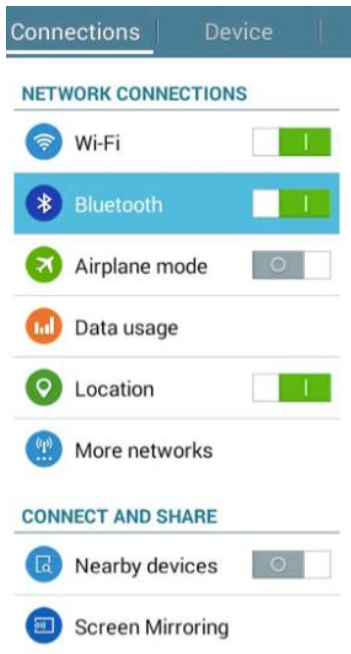 Connections
Device
NETWORK CONNECTIONS
Wi-Fi
Bluetooth
Airplane mode
Data usage
Location
More networks
CONNECT AND SHARE
Nearby devices
Screen Mirroring